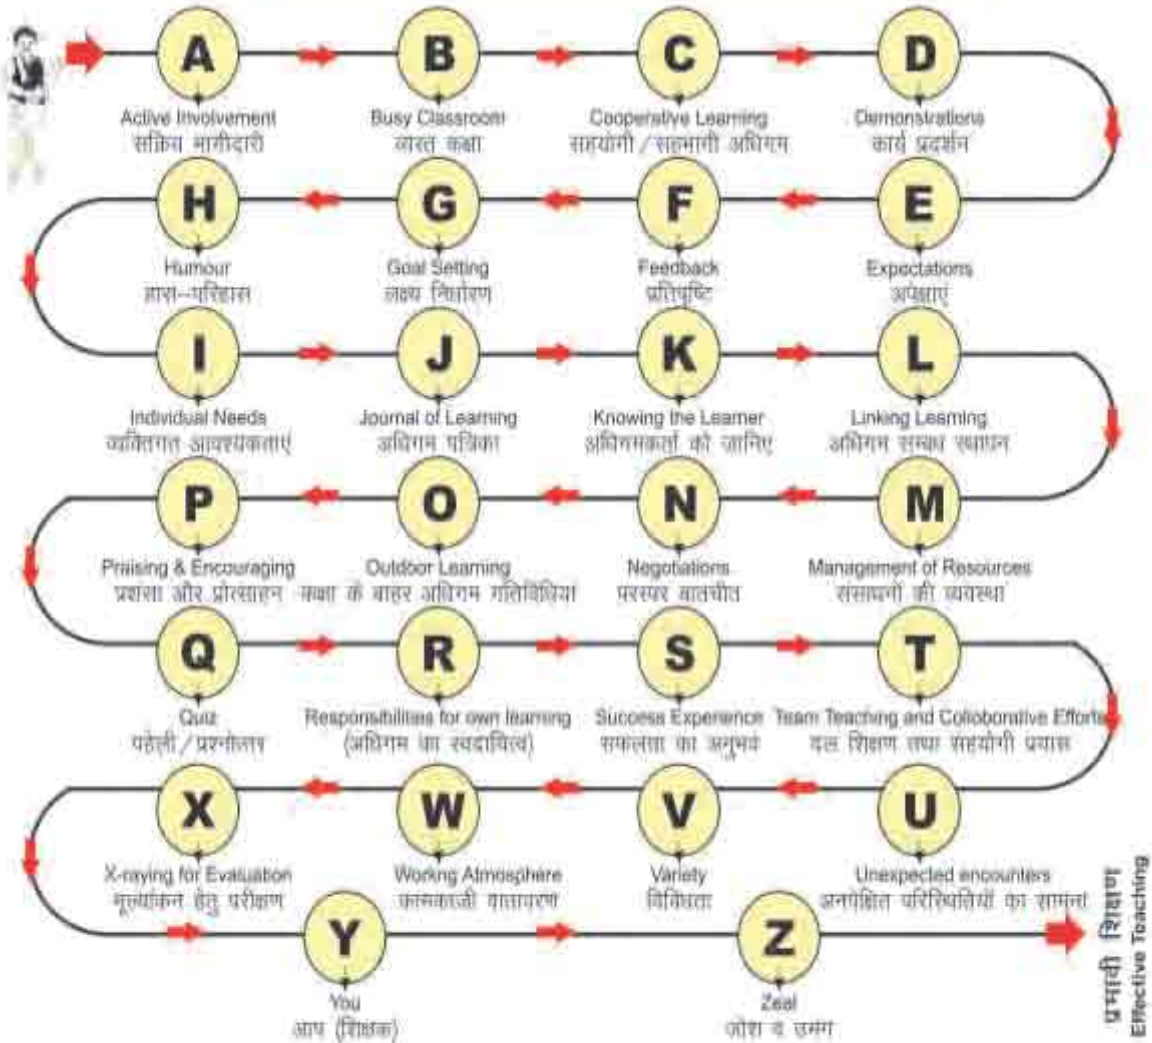 A
B
C
D
Active Involvement
सक्रिय भागीदारी
Busy Classroom
व्यस्त कक्षा
Cooperative Learning
सहयोगी / सहभागी अधिगम
Demonstrations
कार्य प्रदर्शन
E
F
G
H
Expectations
अपेक्षाएं
Feedback
प्रतिपुष्टि
Goal Setting
लक्ष्य निर्धारण
Humour
हास-परिहास
I
J
K
L
Individual Needs
व्यक्तिगत आवश्यकताएं
Journal of Learning
अधिगम पत्रिका
Knowing the Learner
अधिगमकर्ता को जानिए
Linking Learning
अधिगम सम्बंध स्थापन
M
N
O
P
Management of Resources
संसाधनों की व्यवस्था
Negotiations
परस्पर बातचीत
Outdoor Learning
कक्षा के बाहर अधिगम गतिविधियां
Praising & Encouraging
प्रशंसा और प्रोत्साहन
Q
R
S
T
Quiz
पहेली / प्रश्नोत्तर
Responsibilities for own learning
(अधिगम का स्वदायित्व)
Success Experience
सफलता का अनुभव
Team Teaching and Colloborative Efforts
दल शिक्षण तथा सहयोगी प्रयास
U
V
W
X
Unexpected encounters
अनपेक्षित परिस्थितियों का सामना
Variety
विविधता
Working Atmosphere
कामकाजी वातावरण
X-raying for Evaluation
मूल्यांकन हेतु परीक्षण
Y
Z
You
आप (शिक्षक)
Zeal
जोश व उमंग
प्रभावी शिक्षण
Effective Teaching